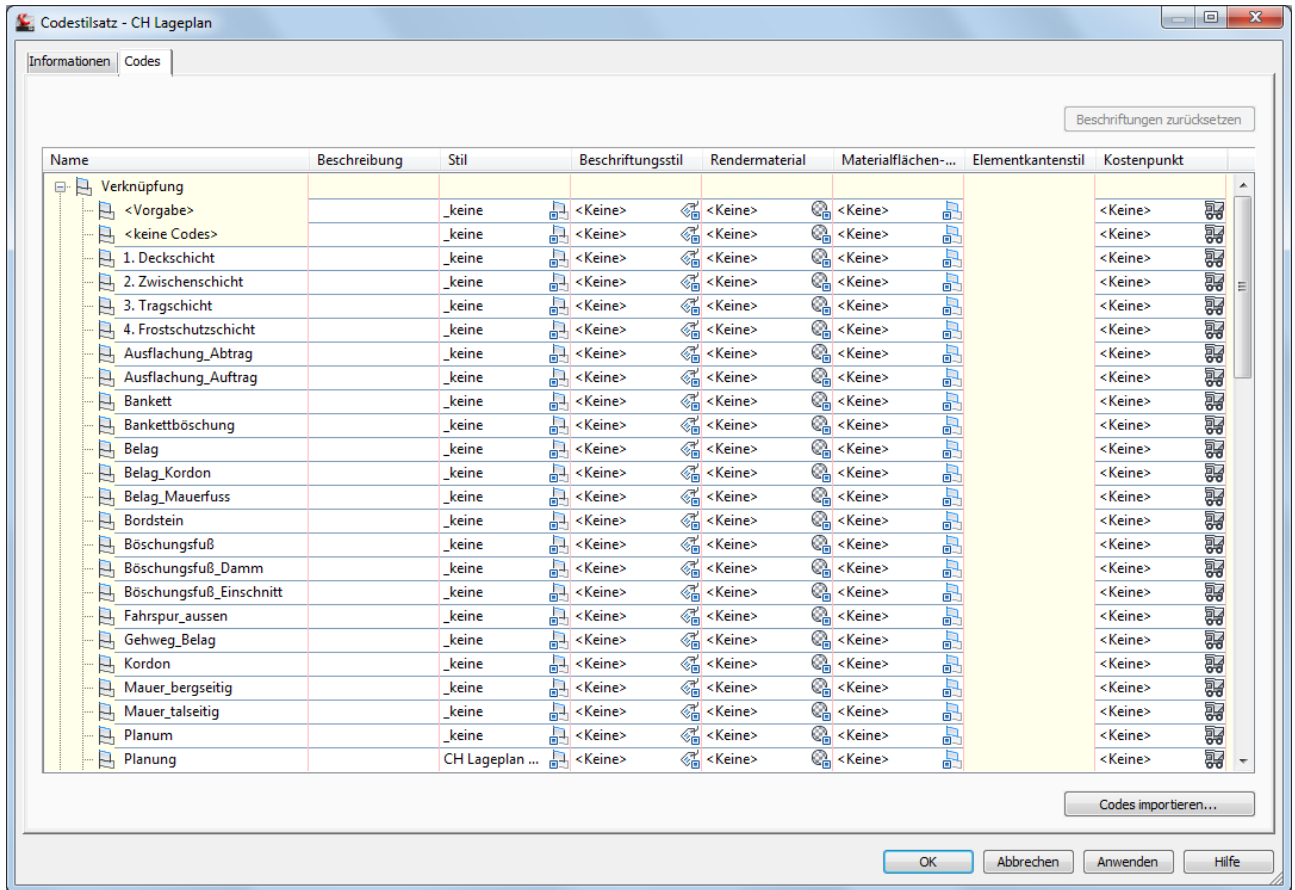 Codestilsatz - CH Lageplan
Informationen Codes
Beschriftungen zurücksetzen
Name Beschreibung Stil Beschriftungsstil Rendermaterial Materialflächen-... Elementkantenstil Kostenpunkt
Verknüpfung
<Vorgabe> _keine <Keine> <Keine> <Keine> <Keine>
<keine Codes> _keine <Keine> <Keine> <Keine> <Keine>
1. Deckschicht _keine <Keine> <Keine> <Keine> <Keine>
2. Zwischenschicht _keine <Keine> <Keine> <Keine> <Keine>
3. Tragschicht _keine <Keine> <Keine> <Keine> <Keine>
4. Frostschutzschicht _keine <Keine> <Keine> <Keine> <Keine>
Ausflachung_Abtrag _keine <Keine> <Keine> <Keine> <Keine>
Ausflachung_Auftrag _keine <Keine> <Keine> <Keine> <Keine>
Bankett _keine <Keine> <Keine> <Keine> <Keine>
Bankettböschung _keine <Keine> <Keine> <Keine> <Keine>
Belag _keine <Keine> <Keine> <Keine> <Keine>
Belag_Kordon _keine <Keine> <Keine> <Keine> <Keine>
Belag_Mauerfuss _keine <Keine> <Keine> <Keine> <Keine>
Bordstein _keine <Keine> <Keine> <Keine> <Keine>
Böschungsfuß _keine <Keine> <Keine> <Keine> <Keine>
Böschungsfuß_Damm _keine <Keine> <Keine> <Keine> <Keine>
Böschungsfuß_Einschnitt _keine <Keine> <Keine> <Keine> <Keine>
Fahrspur_aussen _keine <Keine> <Keine> <Keine> <Keine>
Gehweg_Belag _keine <Keine> <Keine> <Keine> <Keine>
Kordon _keine <Keine> <Keine> <Keine> <Keine>
Mauer_bergseitig _keine <Keine> <Keine> <Keine> <Keine>
Mauer_talseitig _keine <Keine> <Keine> <Keine> <Keine>
Planum _keine <Keine> <Keine> <Keine> <Keine>
Planung CH Lageplan ... <Keine> <Keine> <Keine> <Keine>
Codes importieren...
OK Abbrechen Anwenden Hilfe